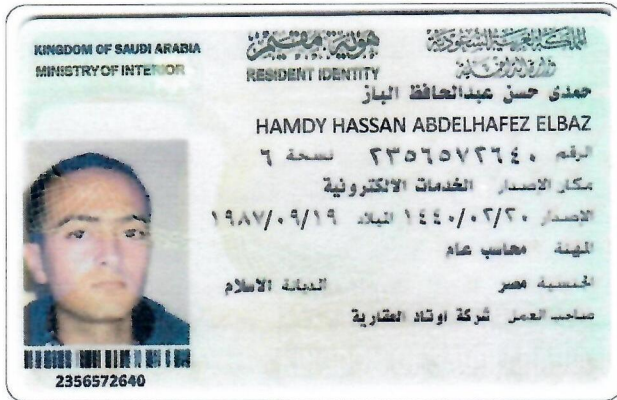 KINGDOM OF SAUDI ARABIA
MINISTRY OF INTERIOR
هوية مقيم
RESIDENT IDENTITY
المملكة العربية السعودية
وزارة الداخلية
حمدى حسن عبدالحافظ الباز
HAMDY HASSAN ABDELHAFEZ ELBAZ
الرقم ٢٣٥٦٥٧٢٦٤٠ نسخة ٦
مكان الاصدار الخدمات الالكترونية
الاصدار ١٤٤٠/٠٢/٢٠ الميلاد ١٩٨٧/٠٩/١٩
المهنة محاسب عام
الجنسية مصر الديانة الاسلام
صاحب العمل شركة اوتاد العقارية
2356572640